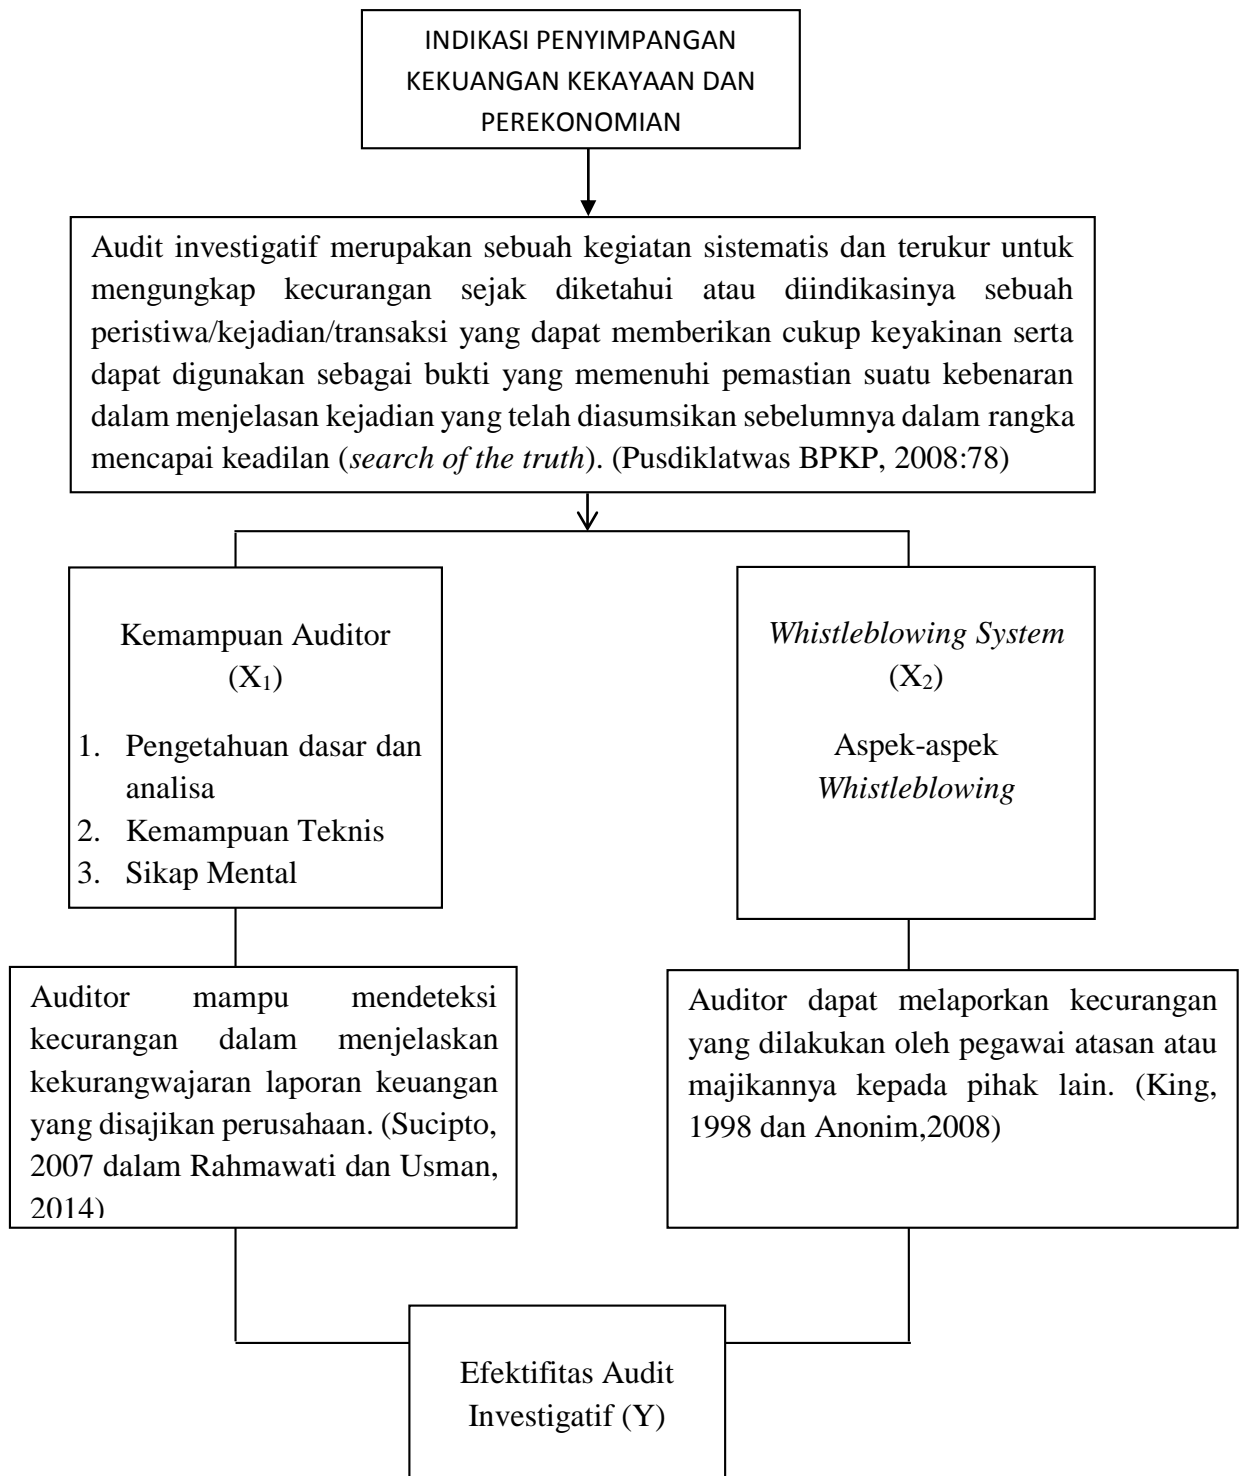 INDIKASI PENYIMPANGAN
KEKUANGAN KEKAYAAN DAN
PEREKONOMIAN
Audit investigatif merupakan sebuah kegiatan sistematis dan terukur untuk
mengungkap kecurangan sejak diketahui atau diindikasinya sebuah
peristiwa/kejadian/transaksi yang dapat memberikan cukup keyakinan serta
dapat digunakan sebagai bukti yang memenuhi pemastian suatu kebenaran
dalam menjelasan kejadian yang telah diasumsikan sebelumnya dalam rangka
mencapai keadilan (search of the truth). (Pusdiklatwas BPKP, 2008:78)
Kemampuan Auditor
(X₁)
1. Pengetahuan dasar dan
analisa
2. Kemampuan Teknis
3. Sikap Mental
Whistleblowing System
(X₂)
Aspek-aspek
Whistleblowing
Auditor mampu mendeteksi
kecurangan dalam menjelaskan
kekurangwajaran laporan keuangan
yang disajikan perusahaan. (Sucipto,
2007 dalam Rahmawati dan Usman,
2014)
Auditor dapat melaporkan kecurangan
yang dilakukan oleh pegawai atasan atau
majikannya kepada pihak lain. (King,
1998 dan Anonim,2008)
Efektifitas Audit
Investigatif (Y)